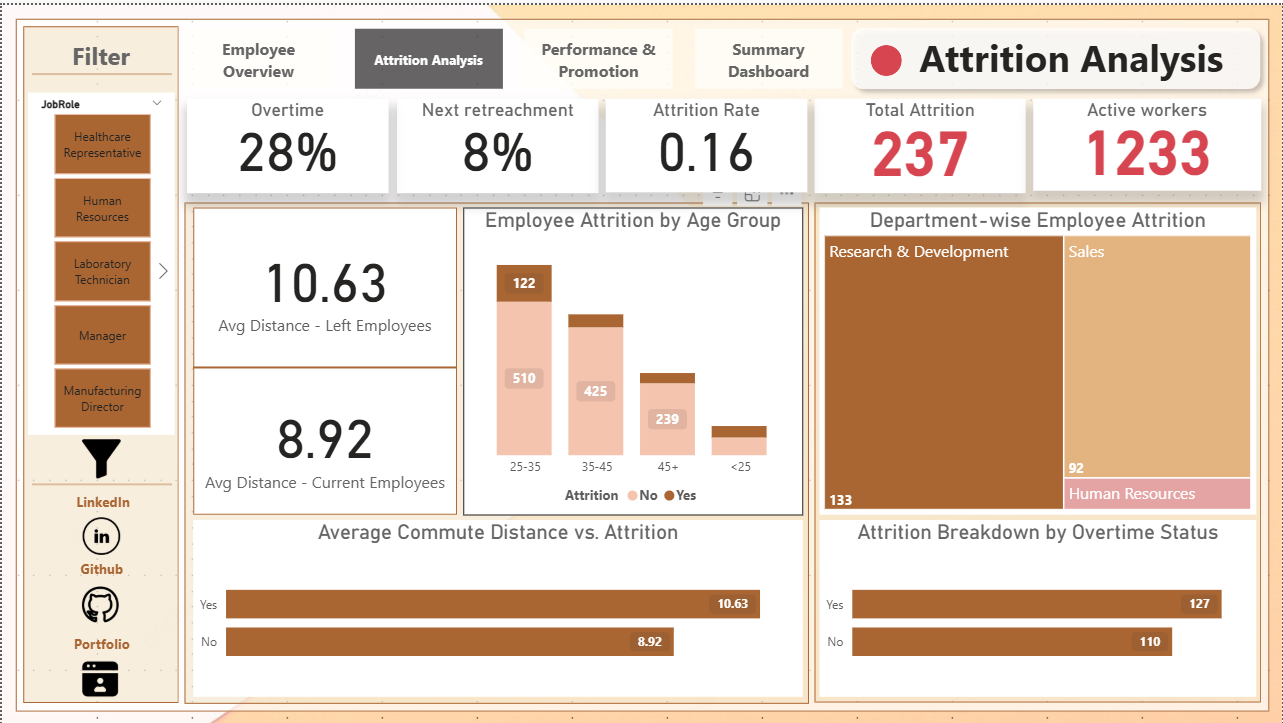 Filter
Employee
Overview
Attrition Analysis
Performance &
Promotion
Summary
Dashboard
Attrition Analysis
JobRole
Healthcare
Representative
Human
Resources
Laboratory
Technician
Manager
Manufacturing
Director
LinkedIn
in
Github
Portfolio
Overtime
28%
Next retreachment
8%
Attrition Rate
0.16
Total Attrition
237
Active workers
1233
10.63
Avg Distance - Left Employees
8.92
Avg Distance - Current Employees
Employee Attrition by Age Group
122
510
425
239
25-35
35-45
45+
<25
Attrition No Yes
Department-wise Employee Attrition
Research & Development
133
Sales
92
Human Resources
Average Commute Distance vs. Attrition
Yes
10.63
No
8.92
Attrition Breakdown by Overtime Status
Yes
127
No
110